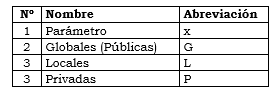 Nº Nombre Abreviación
1 Parámetro x
2 Globales (Públicas) G
3 Locales L
3 Privadas P